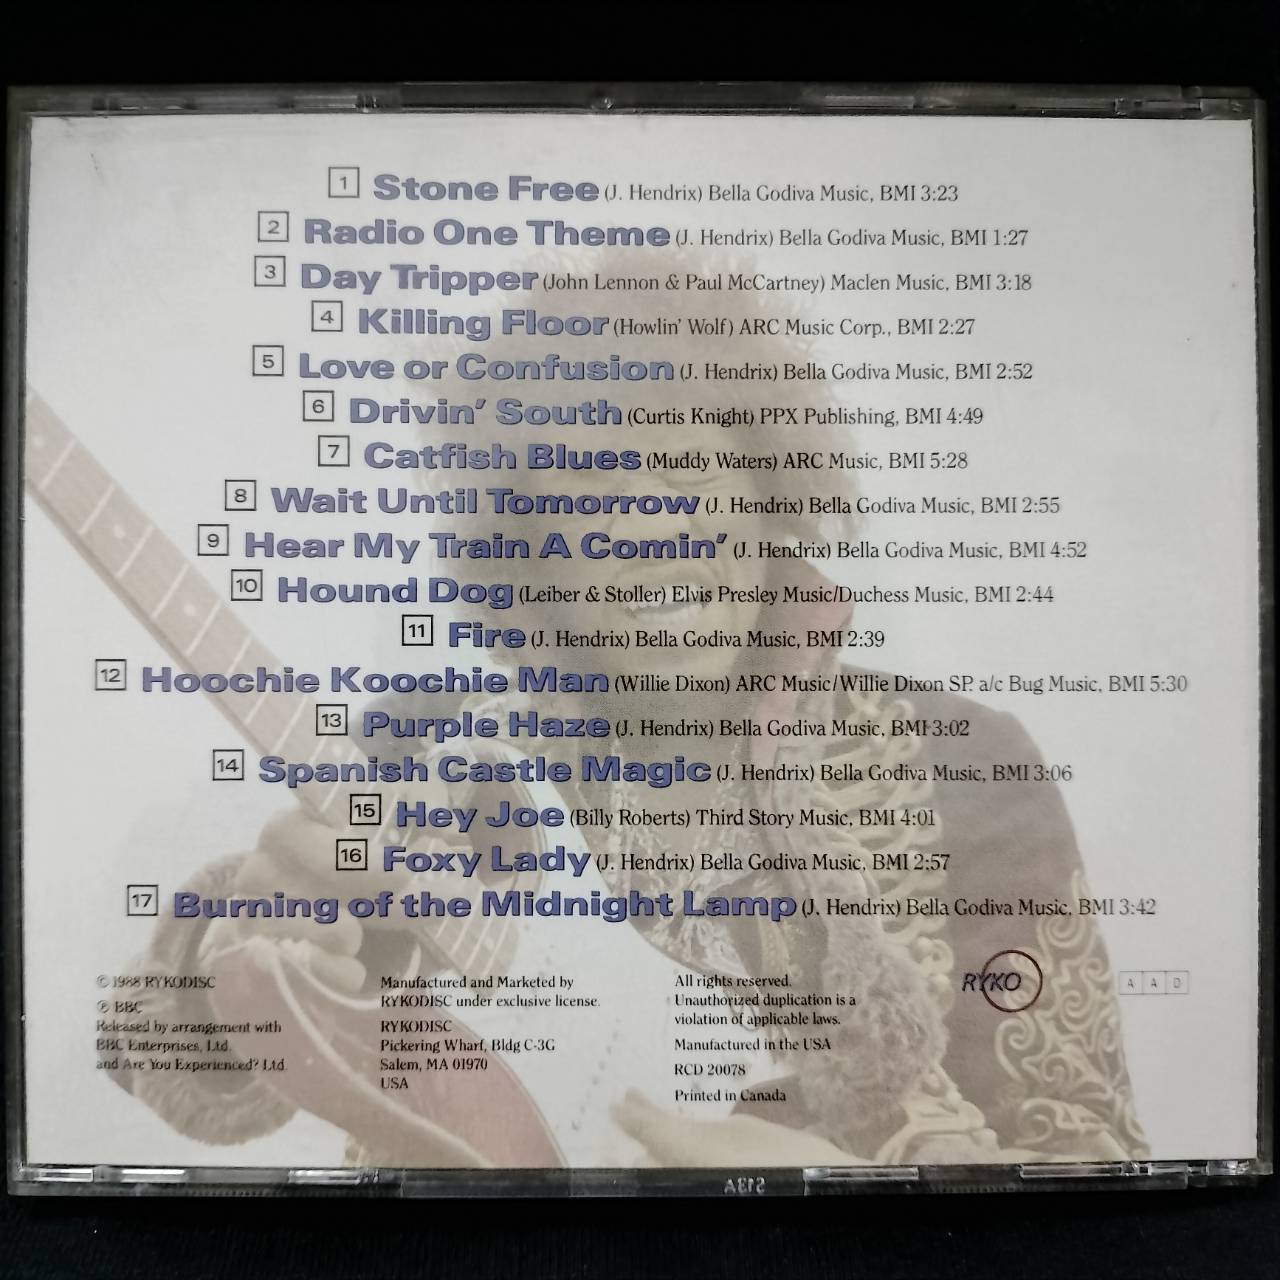 1 Stone Free (J. Hendrix) Bella Godiva Music, BMI 3:23
2 Radio One Theme (J. Hendrix) Bella Godiva Music, BMI 1:27
3 Day Tripper (John Lennon & Paul McCartney) Maclen Music, BMI 3:18
4 Killing Floor (Howlin' Wolf) ARC Music Corp., BMI 2:27
5 Love or Confusion (J. Hendrix) Bella Godiva Music, BMI 2:52
6 Drivin' South (Curtis Knight) PPX Publishing, BMI 4:49
7 Catfish Blues (Muddy Waters) ARC Music, BMI 5:28
8 Wait Until Tomorrow (J. Hendrix) Bella Godiva Music, BMI 2:55
9 Hear My Train A Comin' (J. Hendrix) Bella Godiva Music, BMI 4:52
10 Hound Dog (Leiber & Stoller) Elvis Presley Music/Duchess Music, BMI 2:44
11 Fire (J. Hendrix) Bella Godiva Music, BMI 2:39
12 Hoochie Koochie Man (Willie Dixon) ARC Music/Willie Dixon SP. a/c Bug Music, BMI 5:30
13 Purple Haze (J. Hendrix) Bella Godiva Music, BMI 3:02
14 Spanish Castle Magic (J. Hendrix) Bella Godiva Music, BMI 3:06
15 Hey Joe (Billy Roberts) Third Story Music, BMI 4:01
16 Foxy Lady (J. Hendrix) Bella Godiva Music, BMI 2:57
17 Burning of the Midnight Lamp (J. Hendrix) Bella Godiva Music, BMI 3:42
© 1988 RYKODISC
℗ BBC
Released by arrangement with
BBC Enterprises, Ltd.
and Are You Experienced? Ltd.
Manufactured and Marketed by
RYKODISC under exclusive license.
RYKODISC
Pickering Wharf, Bldg C-3G
Salem, MA 01970
USA
All rights reserved.
Unauthorized duplication is a
violation of applicable laws.
Manufactured in the USA
RCD 20078
Printed in Canada
RYKO
A A D